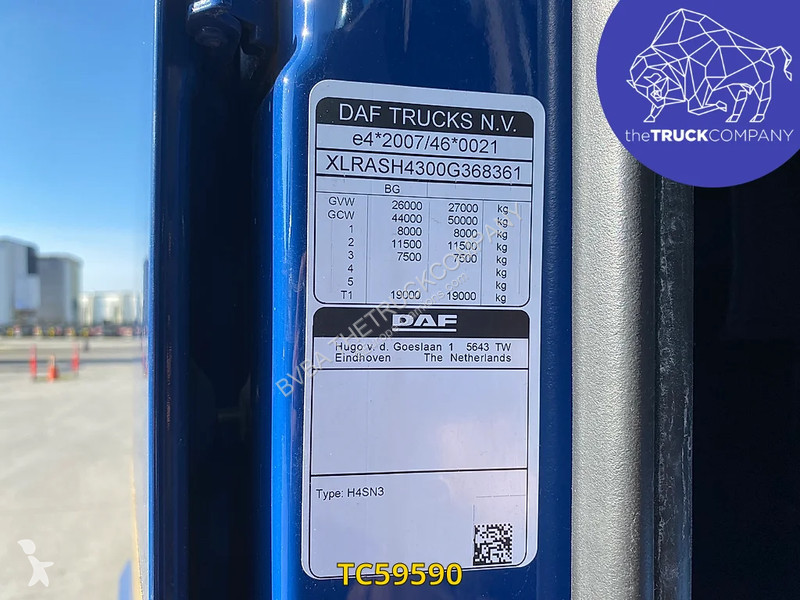 DAF TRUCKS N.V.
e4*2007/46*0021
XLRASH4300G368361
BG
GVW 26000 27000 kg
GCW 44000 50000 kg
1 8000 8000 kg
2 11500 11500 kg
3 7500 7500 kg
4 kg
5 kg
T1 19000 19000 kg
DAF
Hugo v. d. Goeslaan 1 5643 TW
Eindhoven The Netherlands
Type: H4SN3
theTRUCKCOMPANY
BVBA THETRUCKCOMPANY
TC59590